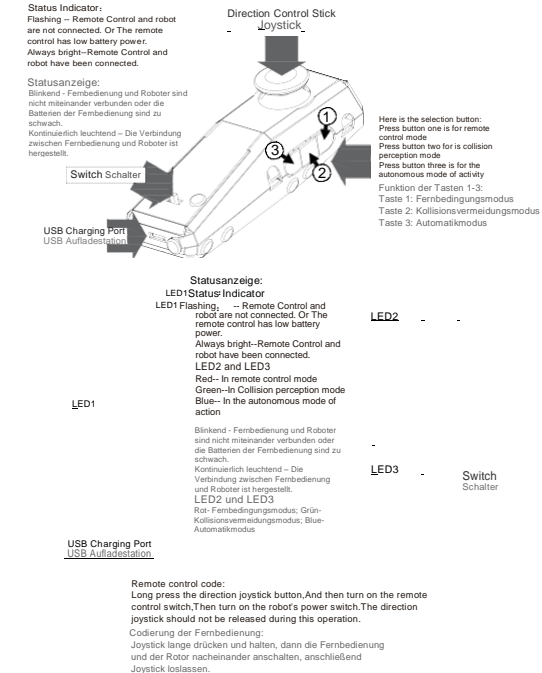 Status Indicator:
Flashing -- Remote Control and robot
are not connected. Or The remote
control has low battery power.
Always bright--Remote Control and
robot have been connected.
Statusanzeige:
Blinkend - Fernbedienung und Roboter sind
nicht miteinander verbunden oder die
Batterien der Fernbedienung sind zu
schwach.
Kontinuierlich leuchtend – Die Verbindung
zwischen Fernbedienung und Roboter ist
hergestellt.
Direction Control Stick
Joystick
1
2
3
Here is the selection button:
Press button one is for remote
control mode
Press button two for is collision
perception mode
Press button three is for the
autonomous mode of activity
Funktion der Tasten 1-3:
Taste 1: Fernbedingungsmodus
Taste 2: Kollisionsvermeidungsmodus
Taste 3: Automatikmodus
Switch Schalter
USB Charging Port
USB Aufladestation
Statusanzeige:
LED1 Status Indicator
LED1 Flashing, -- Remote Control and
robot are not connected. Or The
remote control has low battery
power.
Always bright--Remote Control and
robot have been connected.
LED2 and LED3
Red-- In remote control mode
Green--In Collision perception mode
Blue-- In the autonomous mode of
action
Blinkend - Fernbedienung und Roboter
sind nicht miteinander verbunden oder
die Batterien der Fernbedienung sind zu
schwach.
Kontinuierlich leuchtend – Die
Verbindung zwischen Fernbedienung
und Roboter ist hergestellt.
LED2 und LED3
Rot- Fernbedingungsmodus; Grün-
Kollisionsvermeidungsmodus; Blue-
Automatikmodus
LED1
LED2
LED3
Switch
Schalter
USB Charging Port
USB Aufladestation
Remote control code:
Long press the direction joystick button,And then turn on the remote
control switch,Then turn on the robot's power switch.The direction
joystick should not be released during this operation.
Codierung der Fernbedienung:
Joystick lange drücken und halten, dann die Fernbedienung
und der Rotor nacheinander anschalten, anschließend
Joystick loslassen.